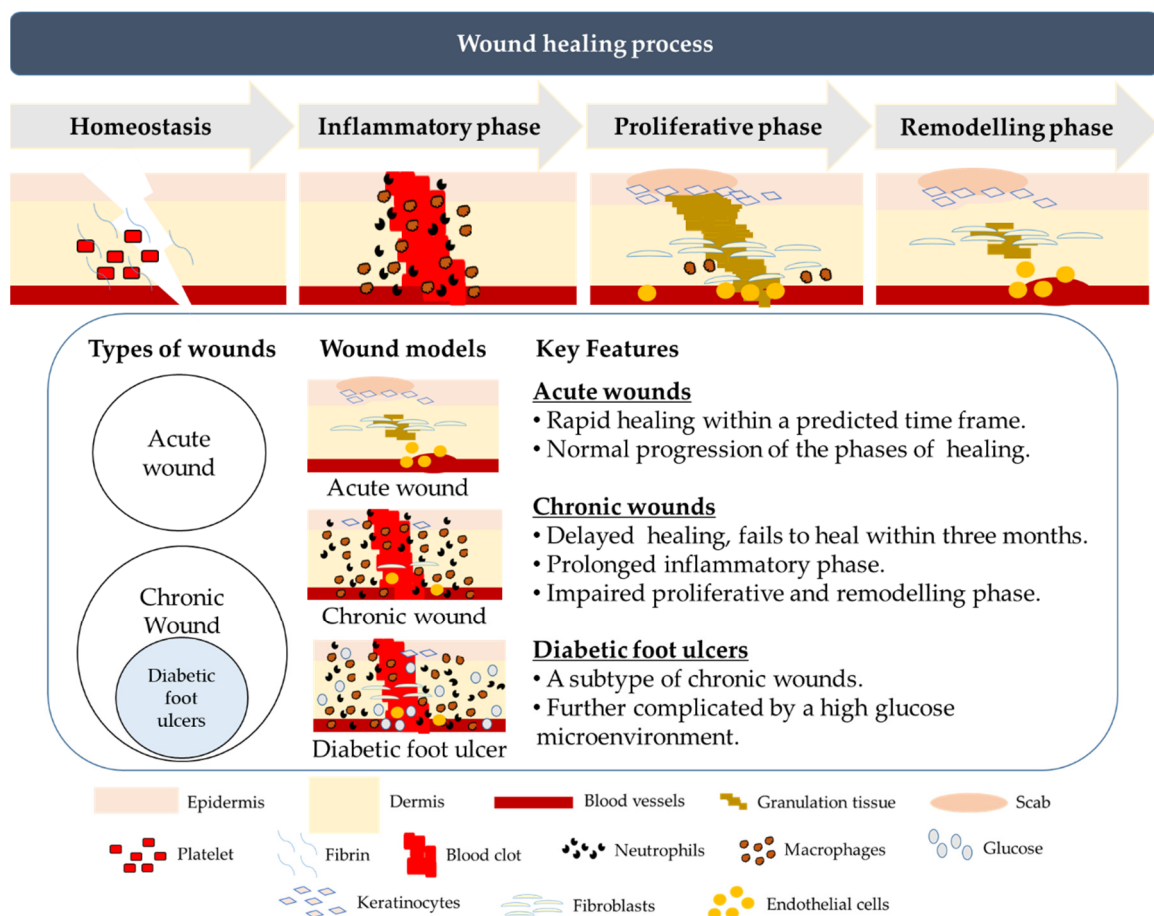 Wound healing process
Homeostasis
Inflammatory phase
Proliferative phase
Remodelling phase
Types of wounds
Wound models
Key Features
Acute
wound
Chronic
Wound
Diabetic
foot
ulcers
Acute wound
Chronic wound
Diabetic foot ulcer
Acute wounds
• Rapid healing within a predicted time frame.
• Normal progression of the phases of healing.
Chronic wounds
• Delayed healing, fails to heal within three months.
• Prolonged inflammatory phase.
• Impaired proliferative and remodelling phase.
Diabetic foot ulcers
• A subtype of chronic wounds.
• Further complicated by a high glucose
microenvironment.
Epidermis
Dermis
Blood vessels
Granulation tissue
Scab
Platelet
Fibrin
Blood clot
Neutrophils
Macrophages
Glucose
Keratinocytes
Fibroblasts
Endothelial cells